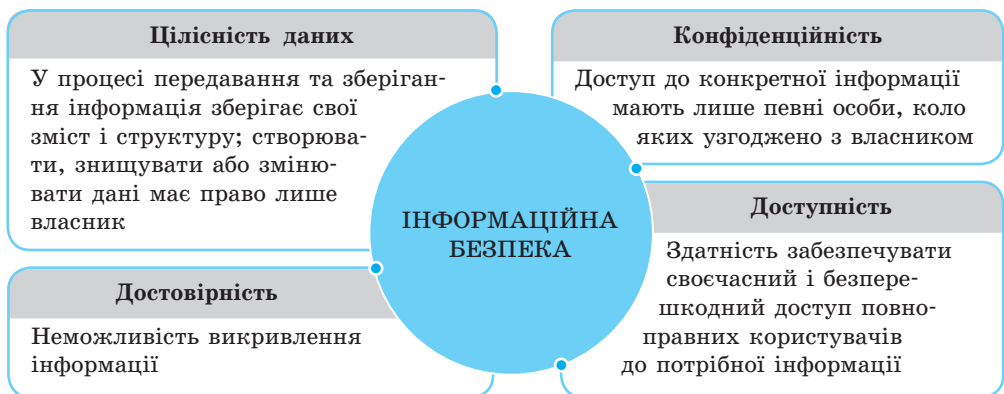 Цілісність даних
У процесі передавання та зберіган-
ня інформація зберігає свої
зміст і структуру; створюва-
ти, знищувати або зміню-
вати дані має право лише
власник
Конфіденційність
Доступ до конкретної інформації
мають лише певні особи, коло
яких узгоджено з власником
ІНФОРМАЦІЙНА
БЕЗПЕКА
Достовірність
Неможливість викривлення
інформації
Доступність
Здатність забезпечувати
своєчасний і безпере-
шкодний доступ повно-
правних користувачів
до потрібної інформації